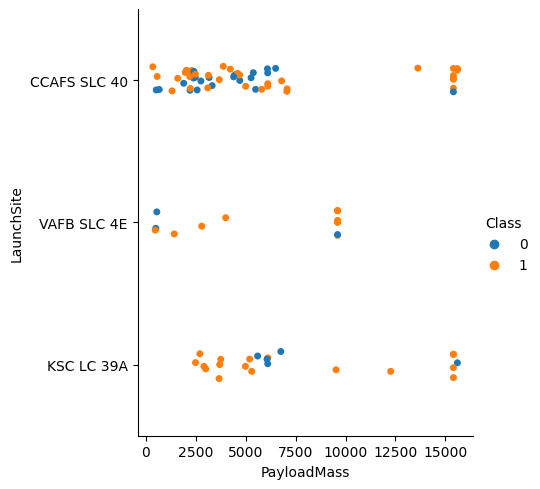 CCAFS SLC 40
VAFB SLC 4E
KSC LC 39A
LaunchSite
0
2500
5000
7500
10000
12500
15000
PayloadMass
Class
0
1